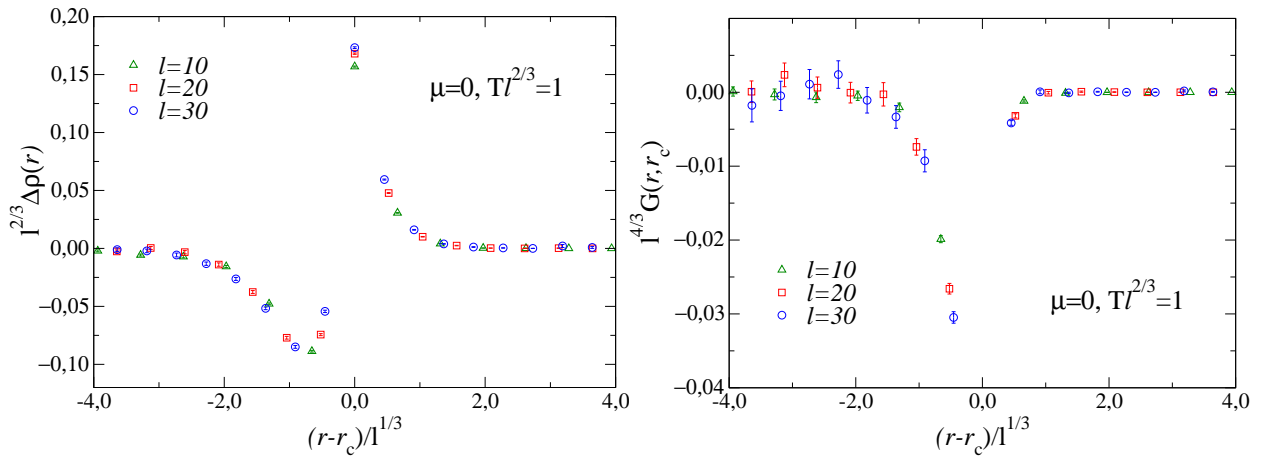 0,20
0,15
0,10
0,05
0,00
−0,05
−0,10
l^{2/3}Δρ(r)
l=10
l=20
l=30
μ=0, Tl^{2/3}=1
-4,0 -2,0 0,0 2,0 4,0
(r-r_c)/l^{1/3}
0,00
−0,01
−0,02
−0,03
−0,04
l^{4/3}G(r,r_c)
l=10
l=20
l=30
μ=0, Tl^{2/3}=1
-4,0 -2,0 0,0 2,0 4,0
(r-r_c)/l^{1/3}